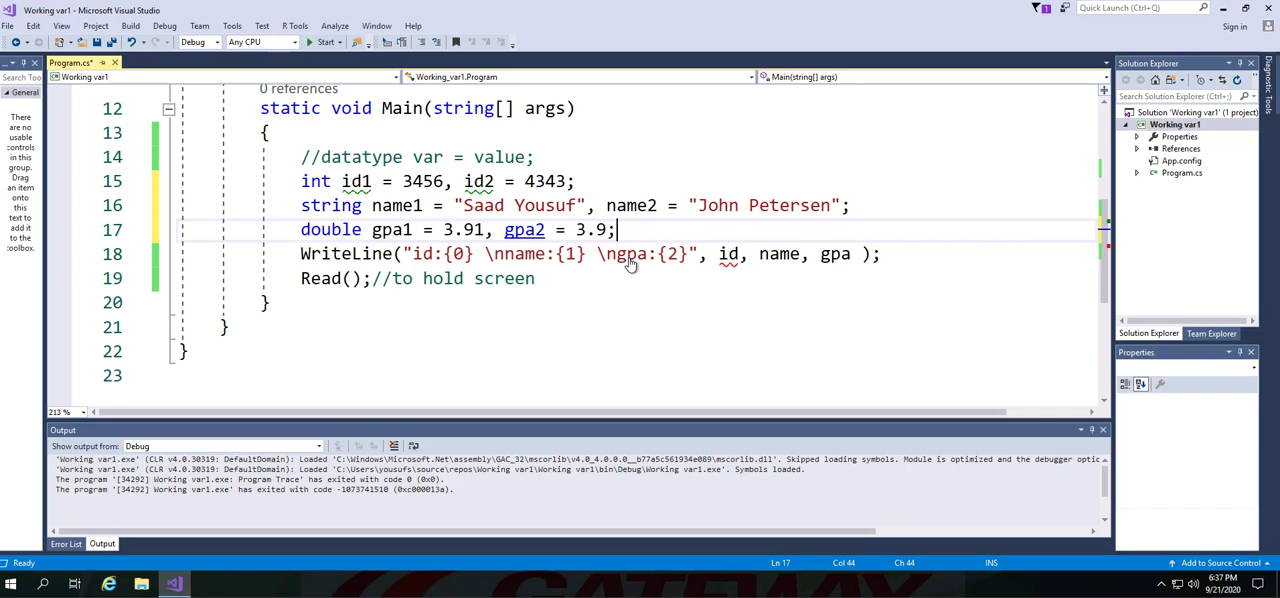 Working var1 - Microsoft Visual Studio
1
Quick Launch (Ctrl+Q)
File Edit View Project Build Debug Team Tools Test R Tools Analyze Window Help
Sign in
Debug Any CPU Start
Program.cs*
Search Too
General
There are no usable controls in this group. Drag an item onto this text to add it to the toolbox.
Working var1 Working_var1.Program Main(string[] args)
0 references
12 static void Main(string[] args)
13 {
14 //datatype var = value;
15 int id1 = 3456, id2 = 4343;
16 string name1 = "Saad Yousuf", name2 = "John Petersen";
17 double gpa1 = 3.91, gpa2 = 3.9;
18 WriteLine("id:{0} \nname:{1} \ngpa:{2}", id, name, gpa );
19 Read();//to hold screen
20 }
21 }
22 }
23
213 %
Solution Explorer
Search Solution Explorer (Ctrl+;)
Solution 'Working var1' (1 project)
Working var1
Properties
References
App.config
Program.cs
Solution Explorer Team Explorer
Properties
Diagnostic Tools
Output
Show output from: Debug
'Working var1.exe' (CLR v4.0.30319: DefaultDomain): Loaded 'C:\Windows\Microsoft.Net\assembly\GAC_32\mscorlib\v4.0_4.0.0.0__b77a5c561934e089\mscorlib.dll'. Skipped loading symbols. Module is optimized and the debugger optic
'Working var1.exe' (CLR v4.0.30319: DefaultDomain): Loaded 'C:\Users\yousufs\source\repos\Working var1\Working var1\bin\Debug\Working var1.exe'. Symbols loaded.
The program '[34292] Working var1.exe: Program Trace' has exited with code 0 (0x0).
The program '[34292] Working var1.exe' has exited with code -1073741510 (0xc000013a).
Error List Output
Ready Ln 17 Col 44 Ch 44 INS Add to Source Control
6:37 PM
9/21/2020